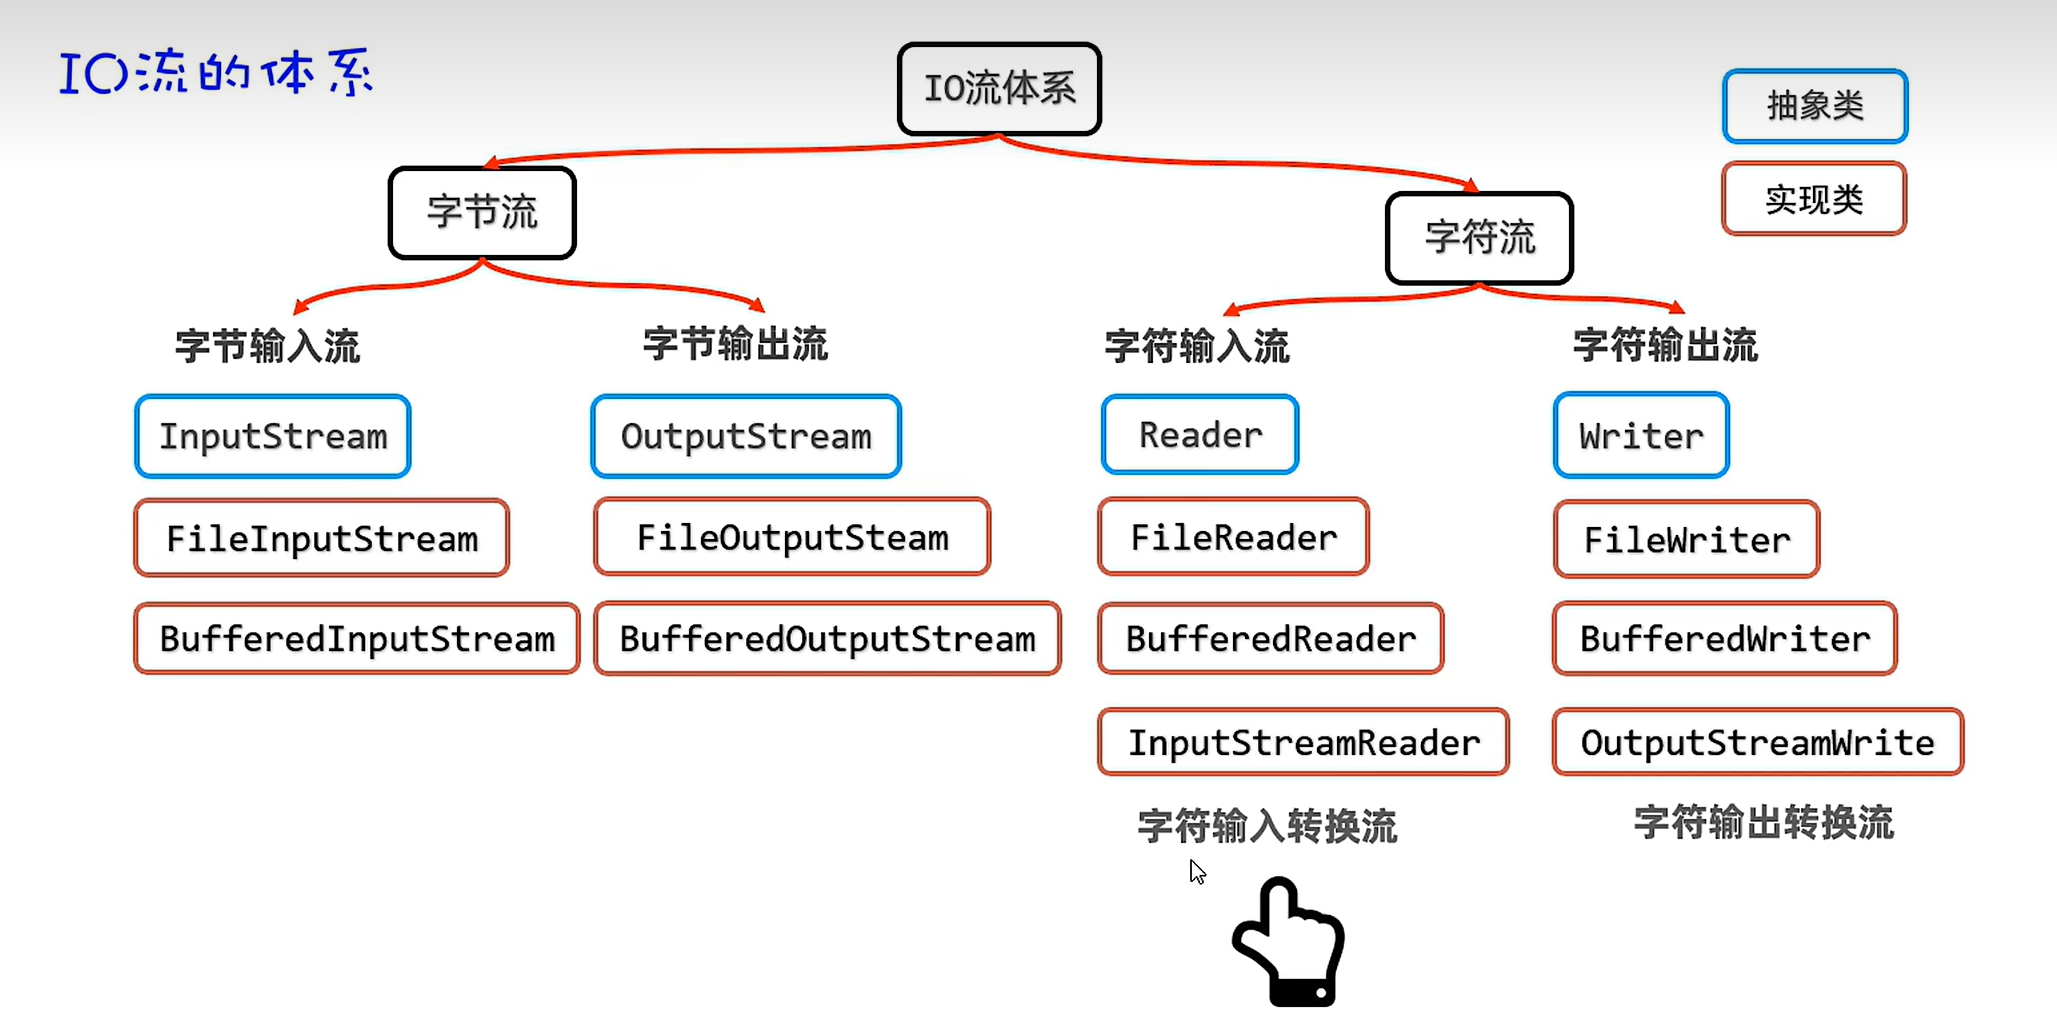 IO流的体系
IO流体系
抽象类
实现类
字节流
字符流
字节输入流
字节输出流
字符输入流
字符输出流
InputStream
OutputStream
Reader
Writer
FileInputStream
FileOutputSteam
FileReader
FileWriter
BufferedInputStream
BufferedOutputStream
BufferedReader
BufferedWriter
InputStreamReader
OutputStreamWrite
字符输入转换流
字符输出转换流